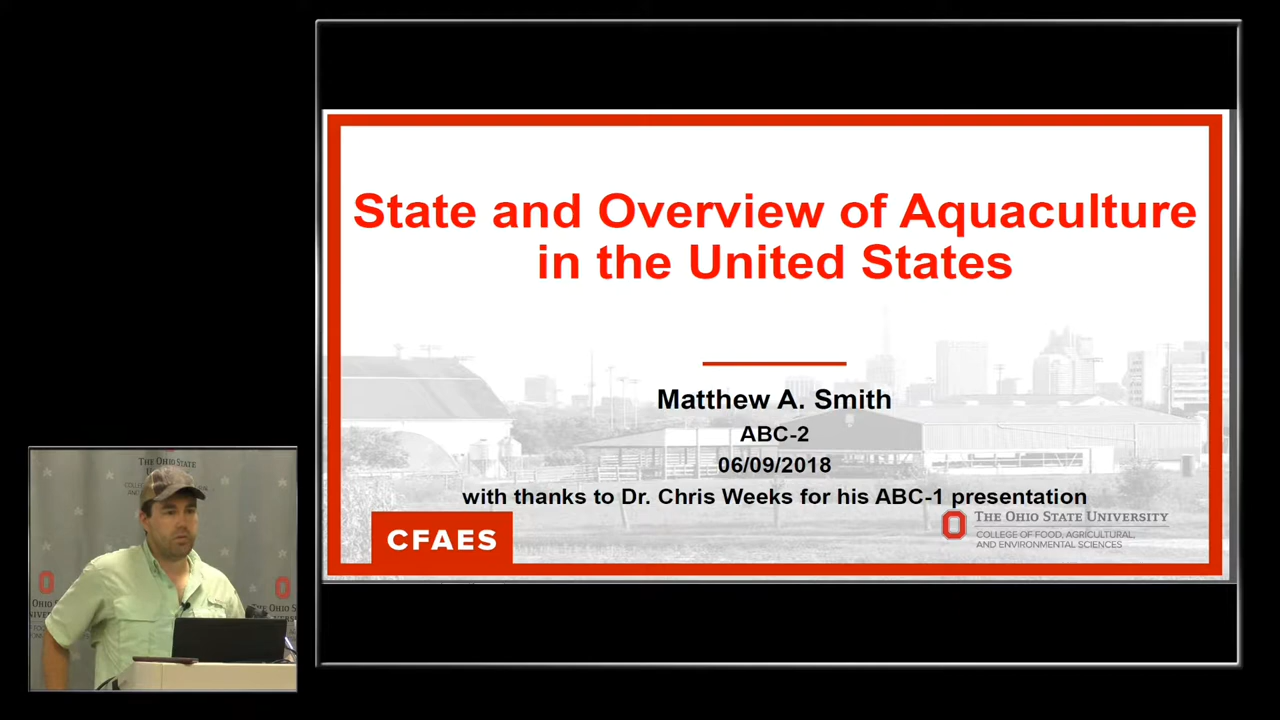 State and Overview of Aquaculture
in the United States
Matthew A. Smith
ABC-2
06/09/2018
with thanks to Dr. Chris Weeks for his ABC-1 presentation
CFAES
THE OHIO STATE UNIVERSITY
COLLEGE OF FOOD, AGRICULTURAL,
AND ENVIRONMENTAL SCIENCES
THE OHIO STATE